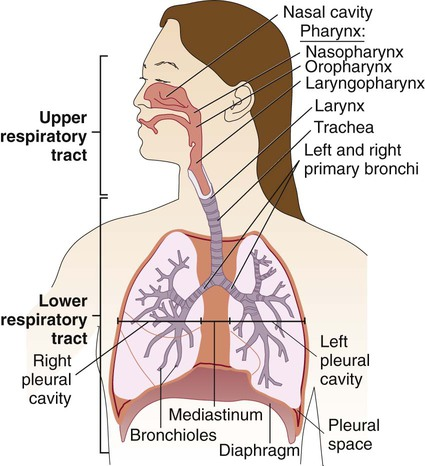 Nasal cavity
Pharynx:
Nasopharynx
Oropharynx
Laryngopharynx
Larynx
Trachea
Left and right
primary bronchi
Upper
respiratory
tract
Lower
respiratory
tract
Right
pleural
cavity
Left
pleural
cavity
Mediastinum
Bronchioles
Diaphragm
Pleural
space